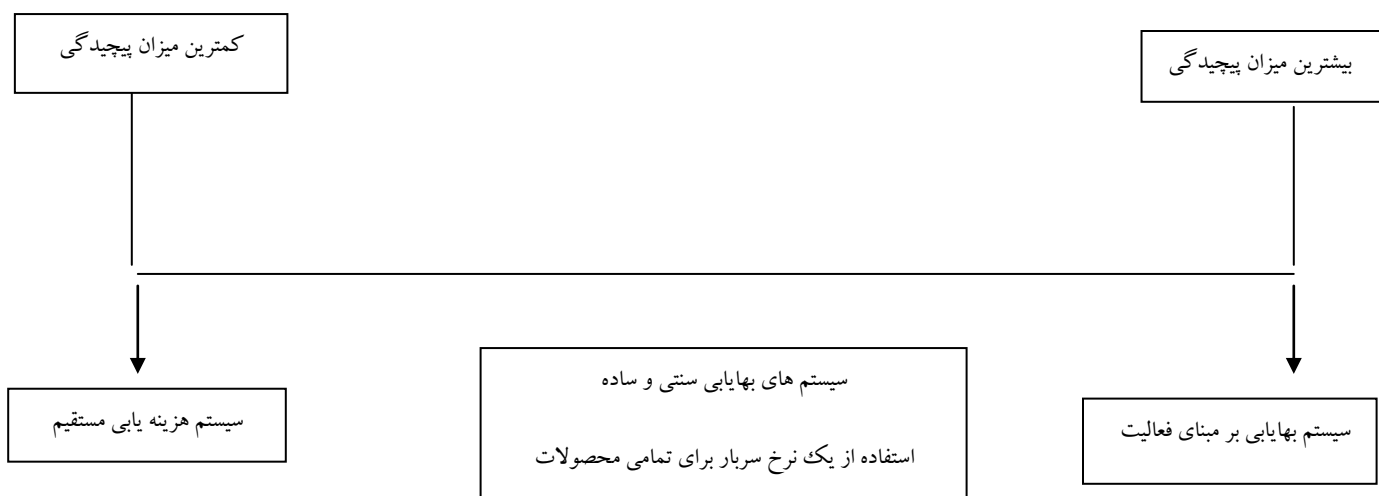 بیشترین میزان پیچیدگی
کمترین میزان پیچیدگی
سیستم بهایابی بر مبنای فعالیت
سیستم های بهایابی سنتی و ساده
استفاده از یک نرخ سربار برای تمامی محصولات
سیستم هزینه یابی مستقیم